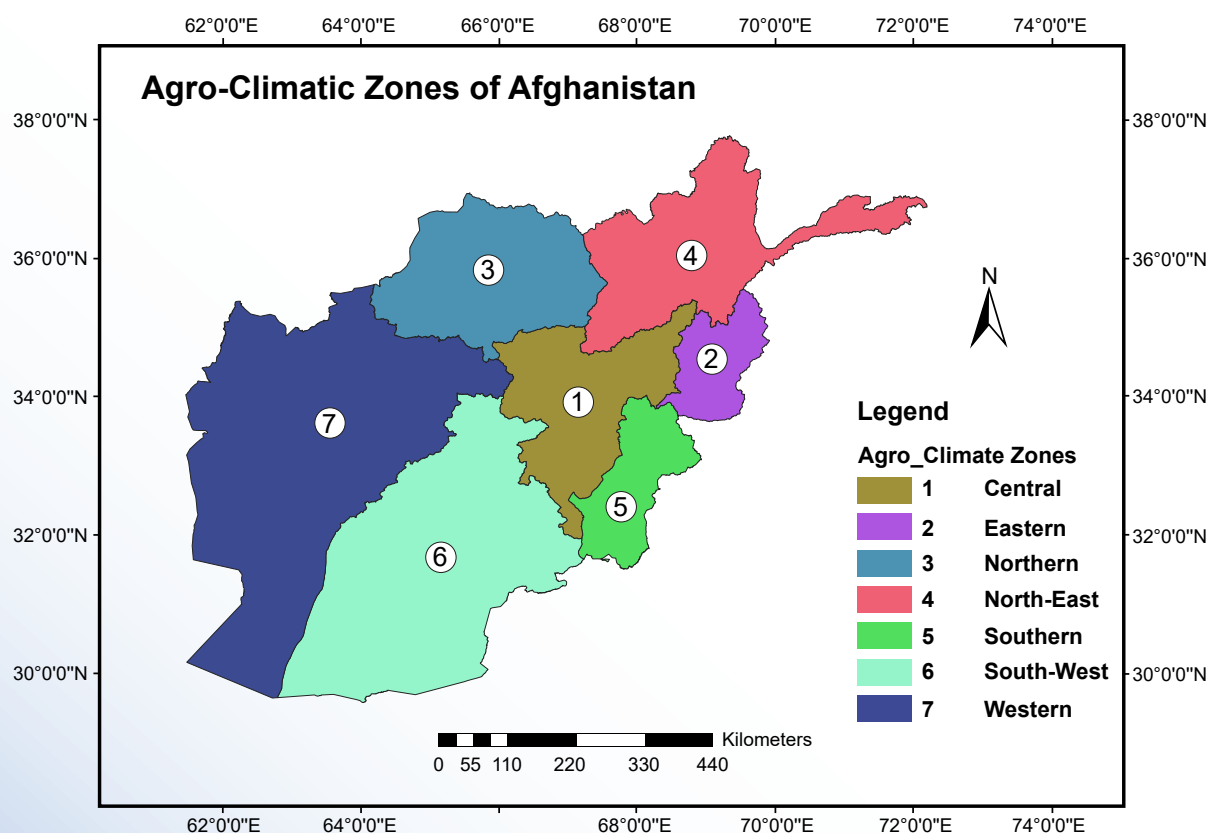 62°0'0"E 64°0'0"E 66°0'0"E 68°0'0"E 70°0'0"E 72°0'0"E 74°0'0"E
Agro-Climatic Zones of Afghanistan
38°0'0"N 38°0'0"N
36°0'0"N 36°0'0"N
34°0'0"N 34°0'0"N
32°0'0"N 32°0'0"N
30°0'0"N 30°0'0"N
4
3
N
2
1
7
5
6
Legend
Agro_Climate Zones
1 Central
2 Eastern
3 Northern
4 North-East
5 Southern
6 South-West
7 Western
Kilometers
0 55 110 220 330 440
62°0'0"E 64°0'0"E 68°0'0"E 70°0'0"E 72°0'0"E 74°0'0"E